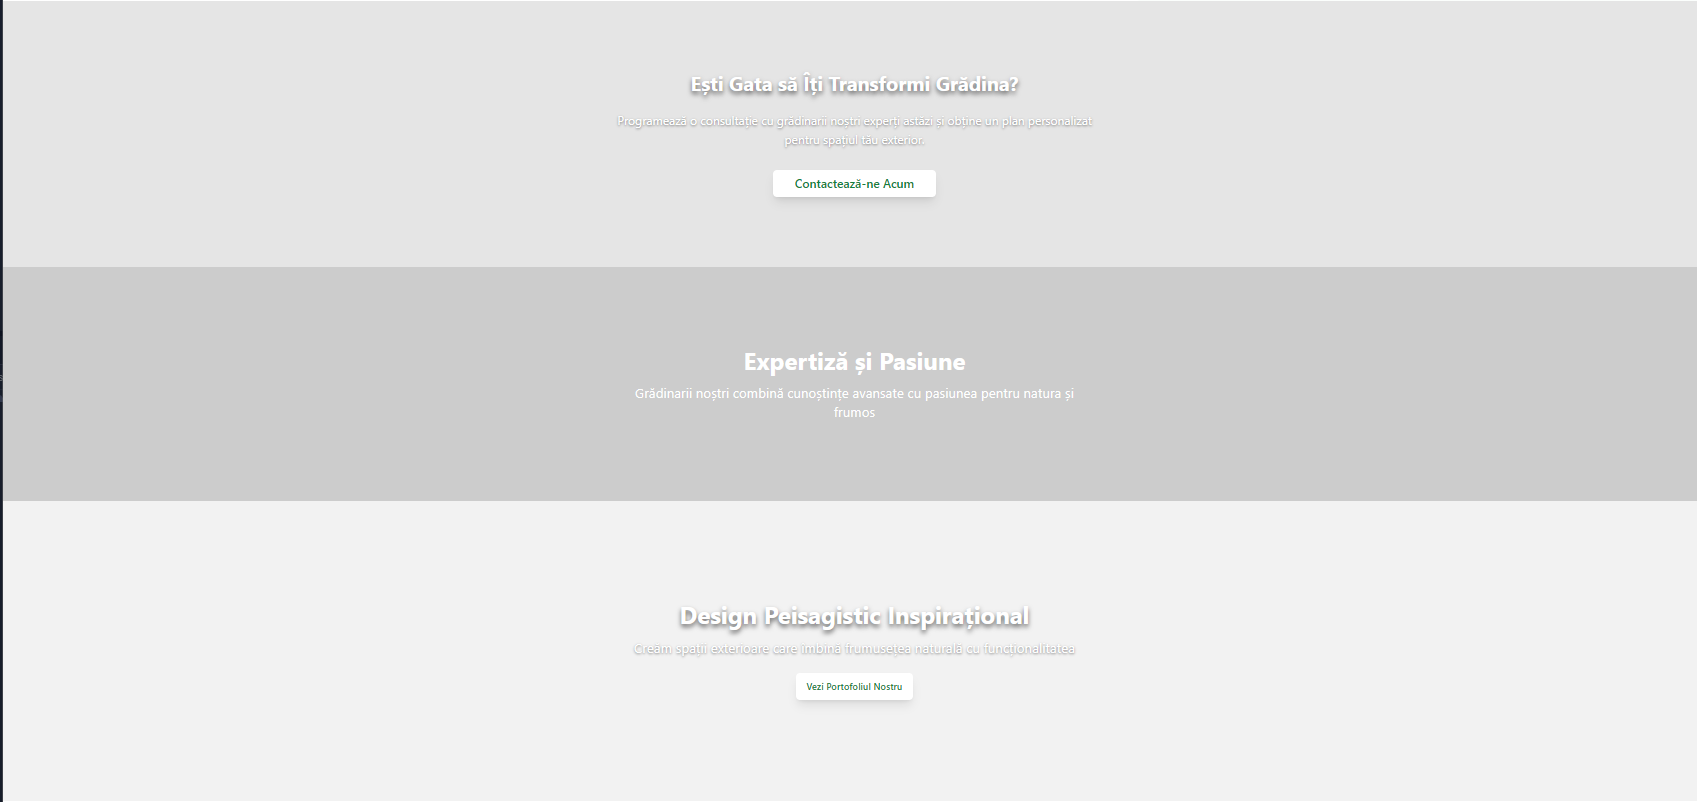 Ești Gata să Îți Transformi Grădina?
Programează o consultație cu grădinarii noștri experți astăzi și obține un plan personalizat
pentru spațiul tău exterior.
Contactează-ne Acum
Expertiză și Pasiune
Grădinarii noștri combină cunoștințe avansate cu pasiunea pentru natura și
frumos
Design Peisagistic Inspirațional
Creăm spații exterioare care îmbină frumusețea naturală cu funcționalitatea
Vezi Portofoliul Nostru